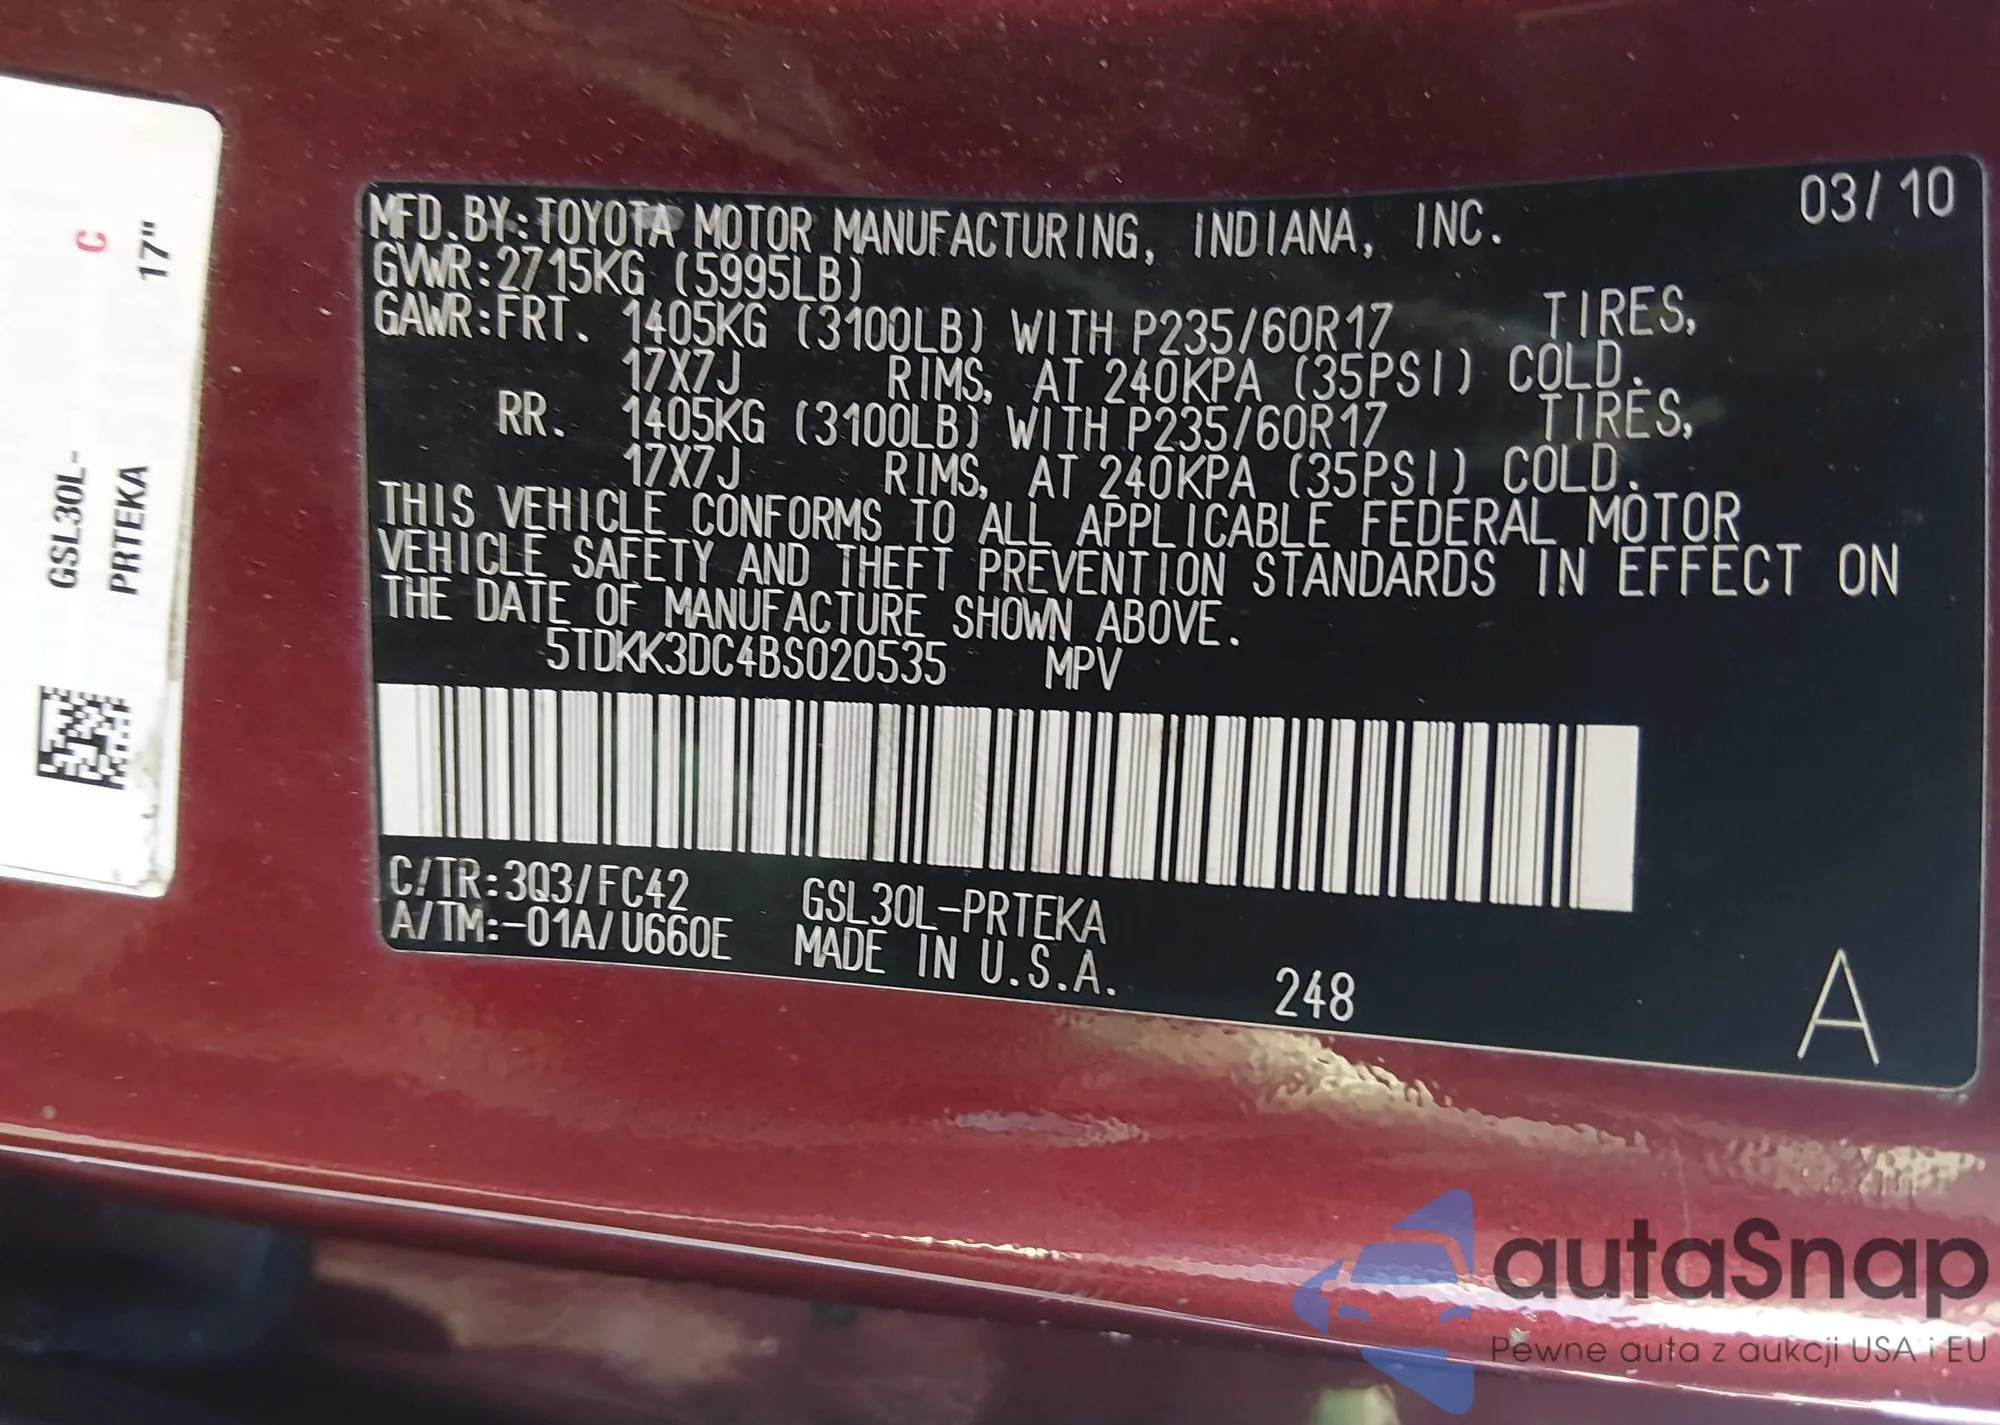 C
17"
GSL30L-
PRTEKA
03/10
MFD. BY: TOYOTA MOTOR MANUFACTURING, INDIANA, INC.
GVWR: 2715KG (5995LB)
GAWR: FRT. 1405KG (3100LB) WITH P235/60R17 TIRES,
17X7J RIMS, AT 240KPA (35PSI) COLD.
RR. 1405KG (3100LB) WITH P235/60R17 TIRES,
17X7J RIMS, AT 240KPA (35PSI) COLD.
THIS VEHICLE CONFORMS TO ALL APPLICABLE FEDERAL MOTOR
VEHICLE SAFETY AND THEFT PREVENTION STANDARDS IN EFFECT ON
THE DATE OF MANUFACTURE SHOWN ABOVE.
5TDKK3DC4BS020535 MPV
C/TR: 3Q3/FC42 GSL30L-PRTEKA
A/TM: -01A/U660E MADE IN U.S.A.
248
A
autaSnap
Pewne auta z aukcji USA i EU